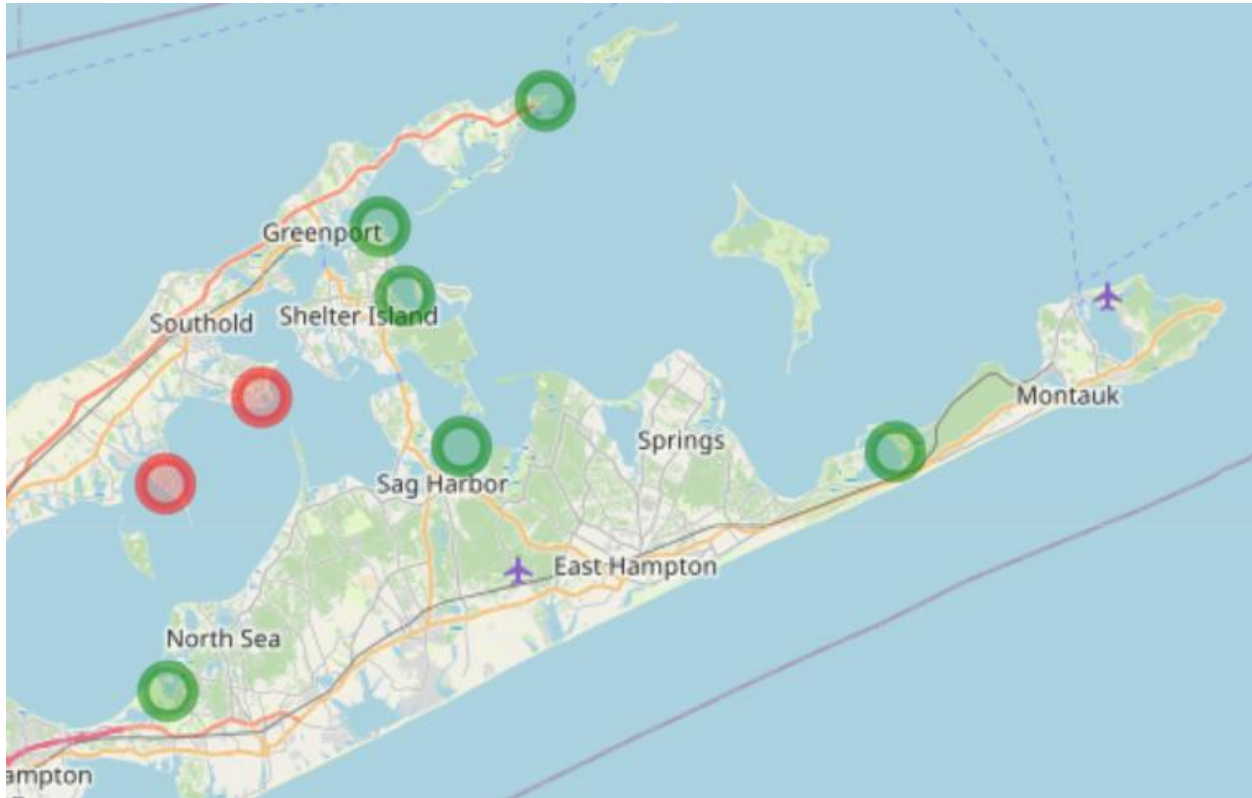 Greenport
Shelter Island
Southold
Montauk
Springs
Sag Harbor
East Hampton
North Sea
ampton